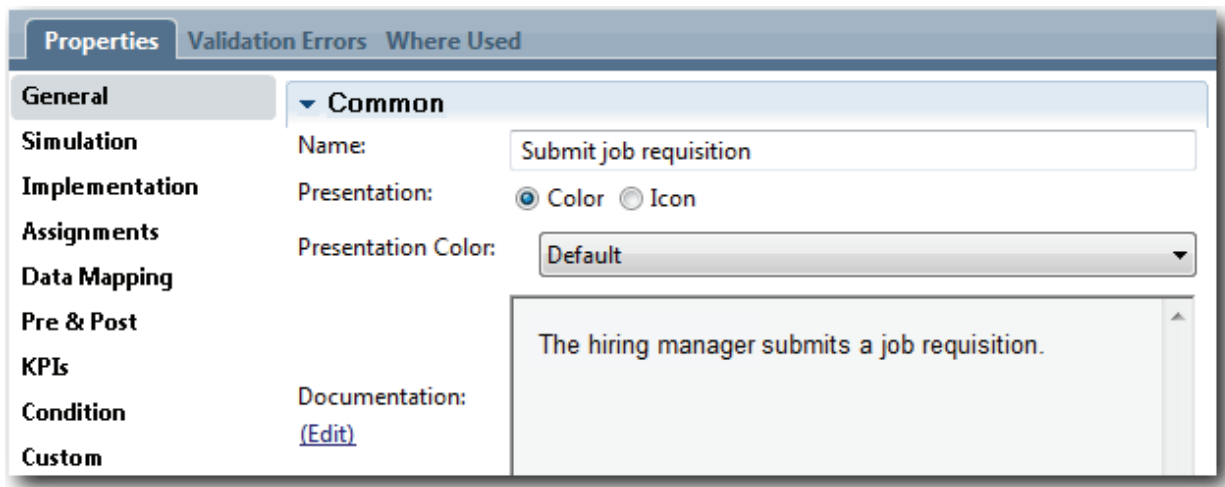 Properties Validation Errors Where Used
General
Simulation
Implementation
Assignments
Data Mapping
Pre & Post
KPIs
Condition
Custom
Common
Name: Submit job requisition
Presentation: Color Icon
Presentation Color: Default
The hiring manager submits a job requisition.
Documentation:
(Edit)